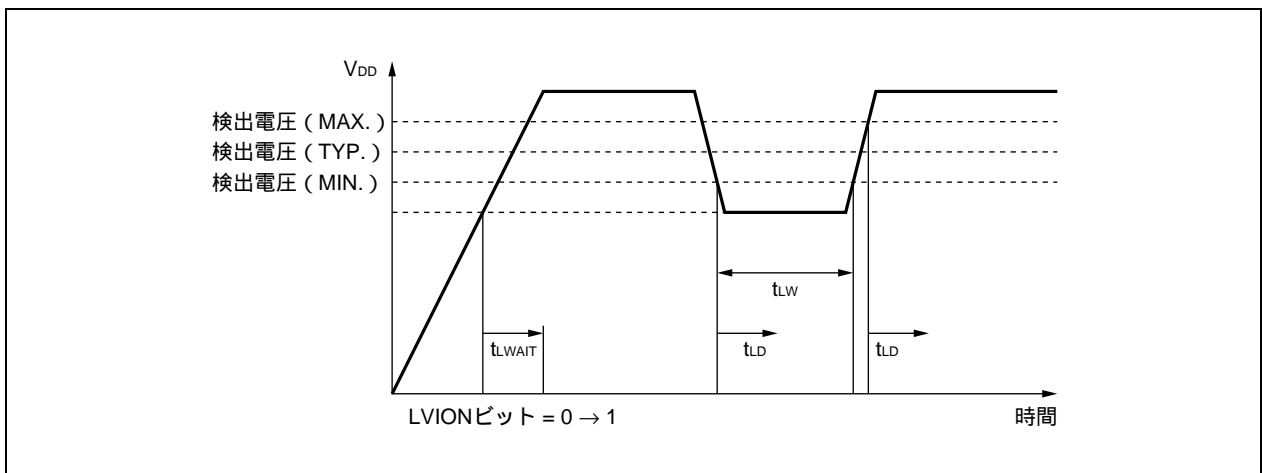 VDD
検出電圧（MAX.）
検出電圧（TYP.）
検出電圧（MIN.）
tLW
tLWAIT
tLD
tLD
LVIONビット = 0 → 1
時間